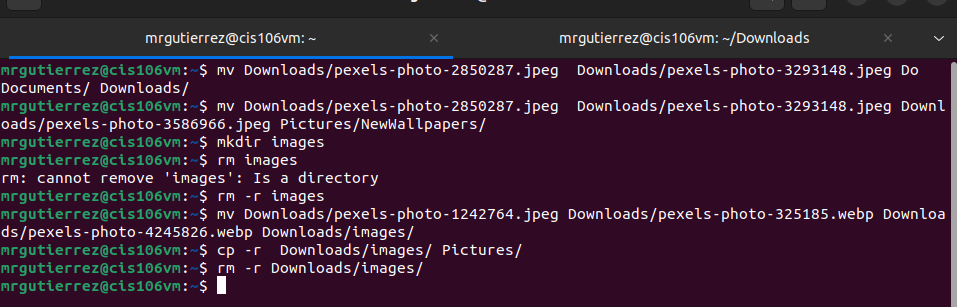 mrgutierrez@cis106vm: ~ × mrgutierrez@cis106vm: ~/Downloads ×
mrgutierrez@cis106vm:~$ mv Downloads/pexels-photo-2850287.jpeg  Downloads/pexels-photo-3293148.jpeg Do
Documents/ Downloads/
mrgutierrez@cis106vm:~$ mv Downloads/pexels-photo-2850287.jpeg  Downloads/pexels-photo-3293148.jpeg Downl
oads/pexels-photo-3586966.jpeg Pictures/NewWallpapers/
mrgutierrez@cis106vm:~$ mkdir images
mrgutierrez@cis106vm:~$ rm images
rm: cannot remove 'images': Is a directory
mrgutierrez@cis106vm:~$ rm -r images
mrgutierrez@cis106vm:~$ mv Downloads/pexels-photo-1242764.jpeg Downloads/pexels-photo-325185.webp Downloa
ds/pexels-photo-4245826.webp Downloads/images/
mrgutierrez@cis106vm:~$ cp -r  Downloads/images/ Pictures/
mrgutierrez@cis106vm:~$ rm -r Downloads/images/
mrgutierrez@cis106vm:~$